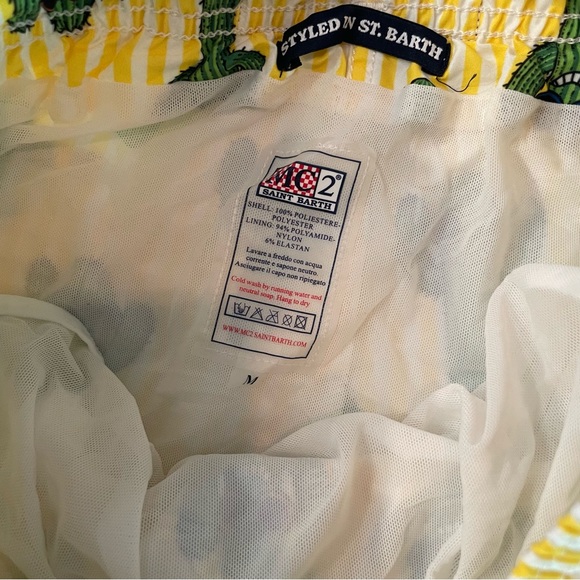 STYLED IN ST. BARTH
MC2®
SAINT BARTH
SHELL: 100% POLIESTERE-
POLYESTER
LINING: 94% POLYAMIDE-
NYLON
6% ELASTAN
Lavare a freddo con acqua
corrente e sapone neutro.
Asciugare il capo non ripiegato
Cold wash by running water and
neutral soap. Hang to dry
WWW.MC2.SAINTBARTH.COM
M